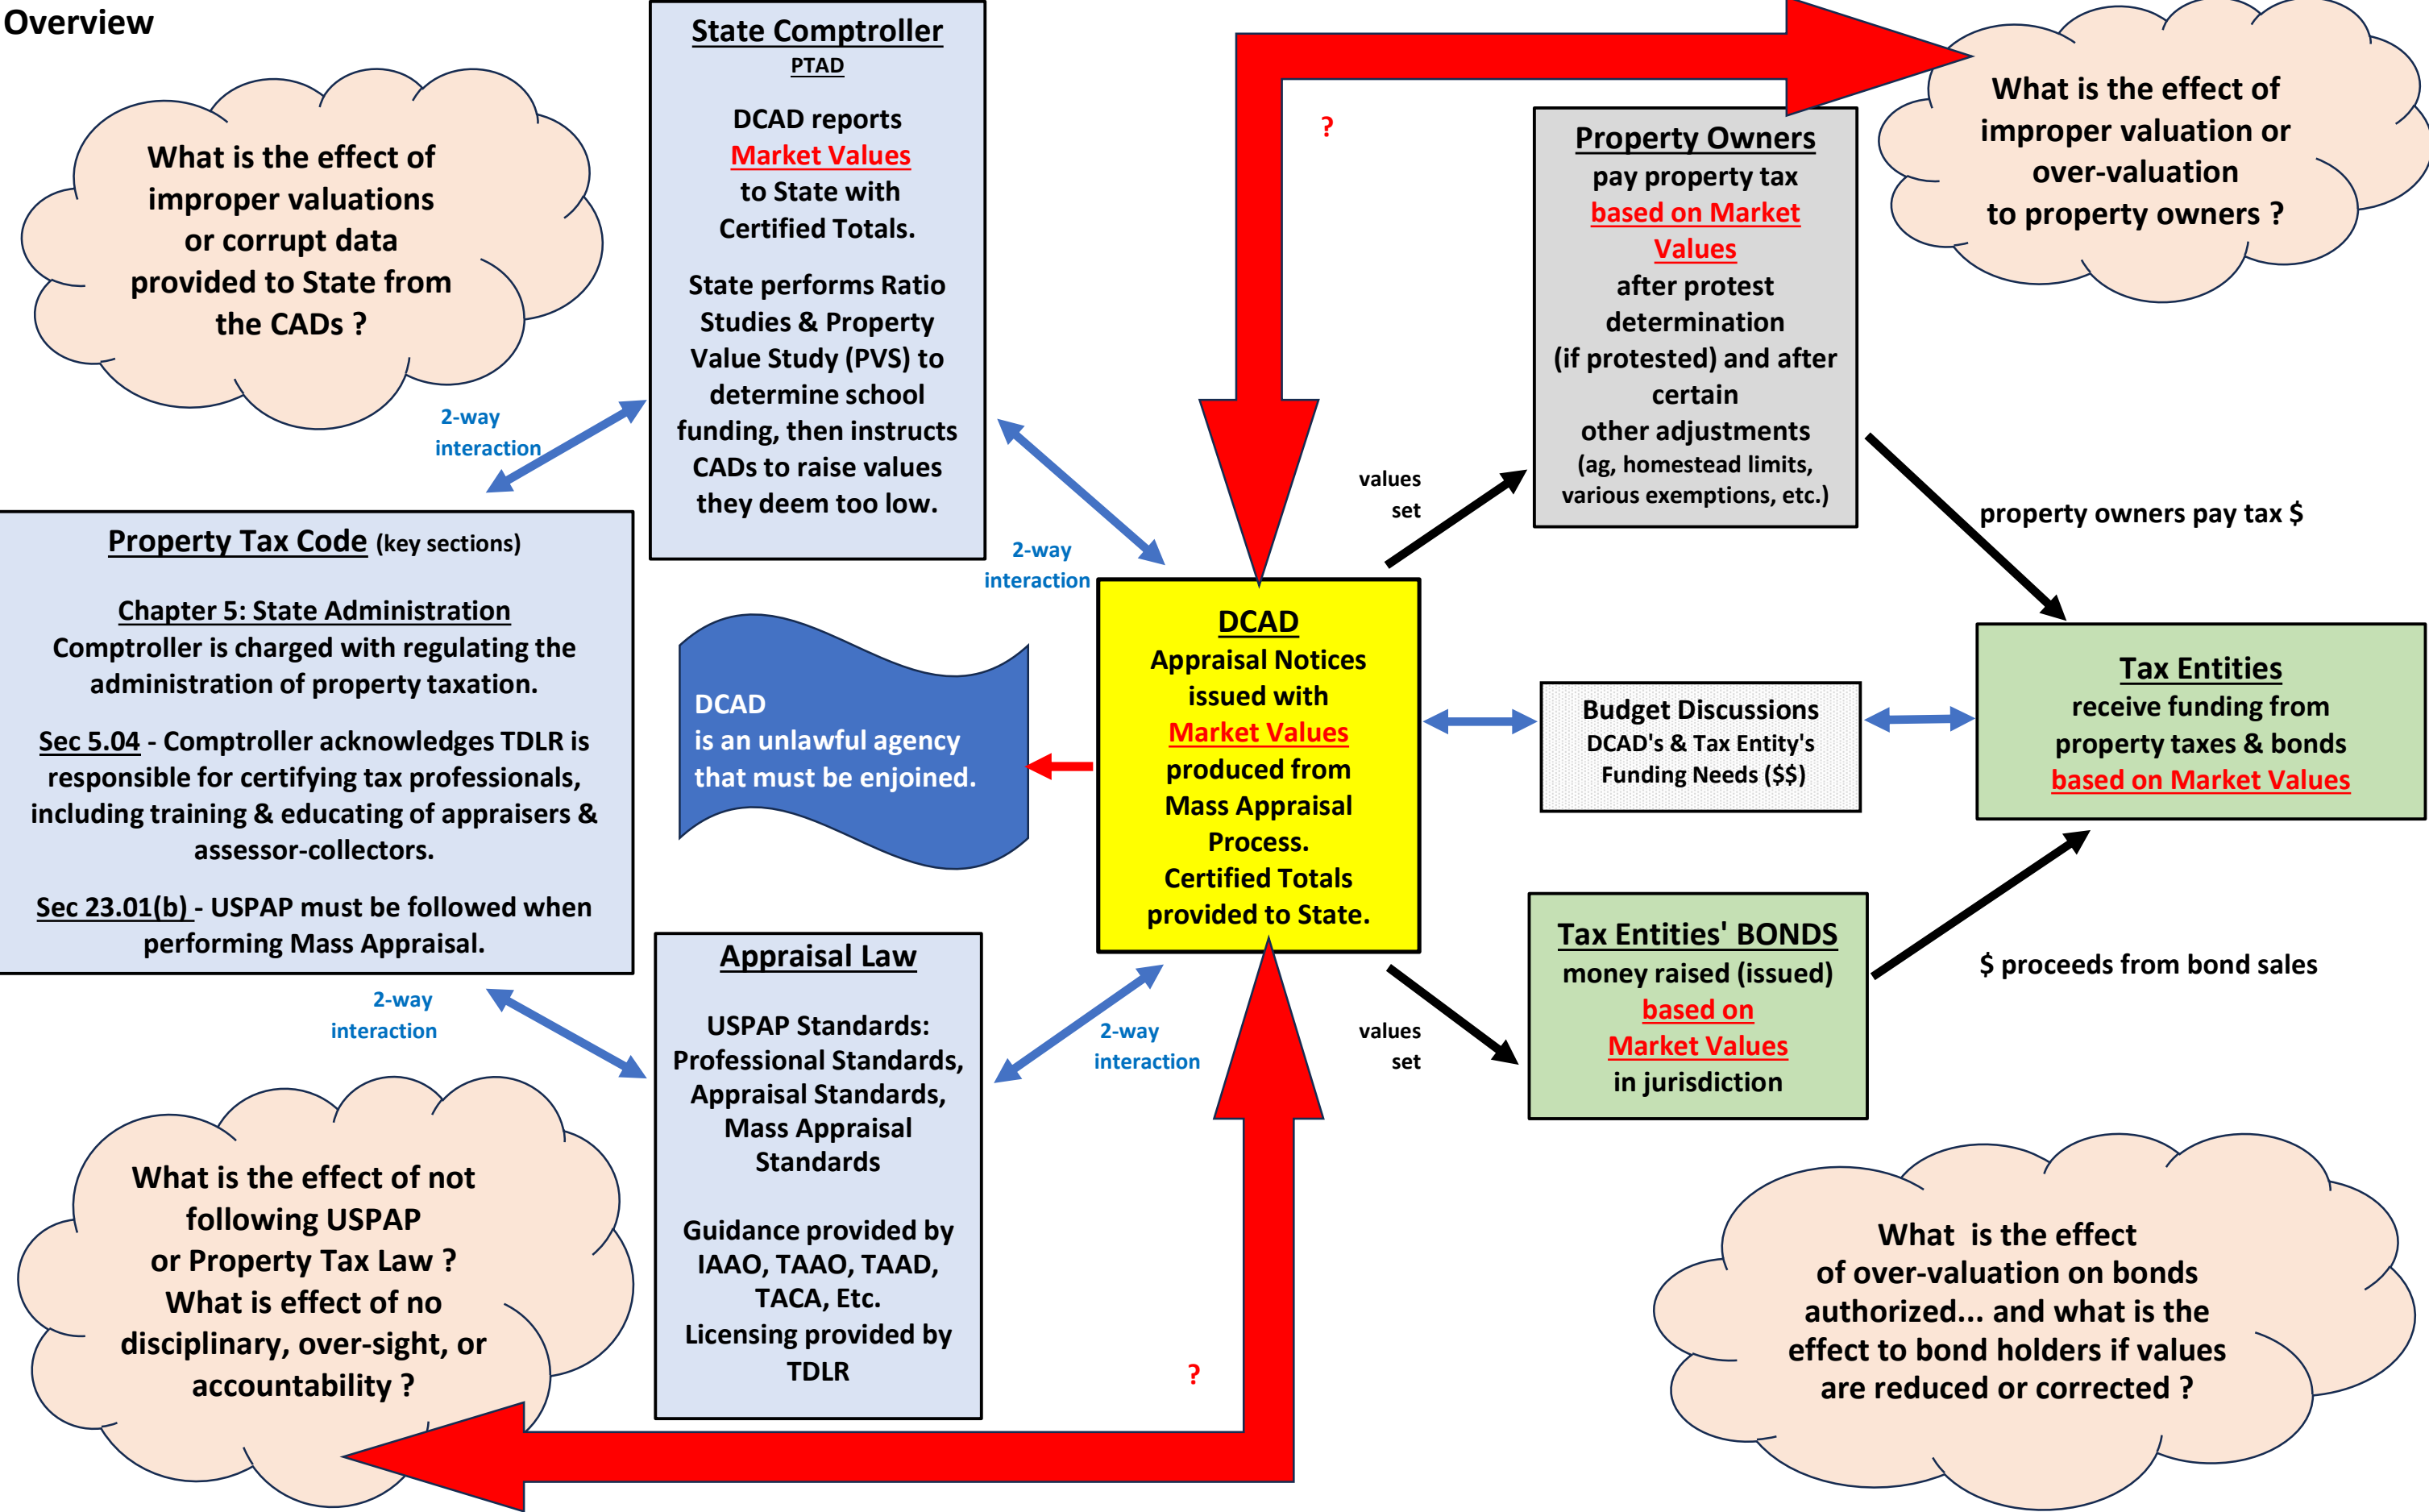 Overview
What is the effect of
improper valuations
or corrupt data
provided to State from
the CADs ?
State Comptroller
PTAD
DCAD reports
Market Values
to State with
Certified Totals.
State performs Ratio
Studies & Property
Value Study (PVS) to
determine school
funding, then instructs
CADs to raise values
they deem too low.
?
Property Owners
pay property tax
based on Market
Values
after protest
determination
(if protested) and after
certain
other adjustments
(ag, homestead limits,
various exemptions, etc.)
What is the effect of
improper valuation or
over-valuation
to property owners ?
2-way
interaction
2-way
interaction
values
set
property owners pay tax $
Property Tax Code (key sections)
Chapter 5: State Administration
Comptroller is charged with regulating the
administration of property taxation.
Sec 5.04 - Comptroller acknowledges TDLR is
responsible for certifying tax professionals,
including training & educating of appraisers &
assessor-collectors.
Sec 23.01(b) - USPAP must be followed when
performing Mass Appraisal.
DCAD
is an unlawful agency
that must be enjoined.
DCAD
Appraisal Notices
issued with
Market Values
produced from
Mass Appraisal
Process.
Certified Totals
provided to State.
Budget Discussions
DCAD's & Tax Entity's
Funding Needs ($$)
Tax Entities
receive funding from
property taxes & bonds
based on Market Values
2-way
interaction
Appraisal Law
USPAP Standards:
Professional Standards,
Appraisal Standards,
Mass Appraisal
Standards
Guidance provided by
IAAO, TAAO, TAAD,
TACA, Etc.
Licensing provided by
TDLR
2-way
interaction
values
set
Tax Entities' BONDS
money raised (issued)
based on
Market Values
in jurisdiction
$ proceeds from bond sales
What is the effect of not
following USPAP
or Property Tax Law ?
What is effect of no
disciplinary, over-sight, or
accountability ?
?
What is the effect
of over-valuation on bonds
authorized... and what is the
effect to bond holders if values
are reduced or corrected ?